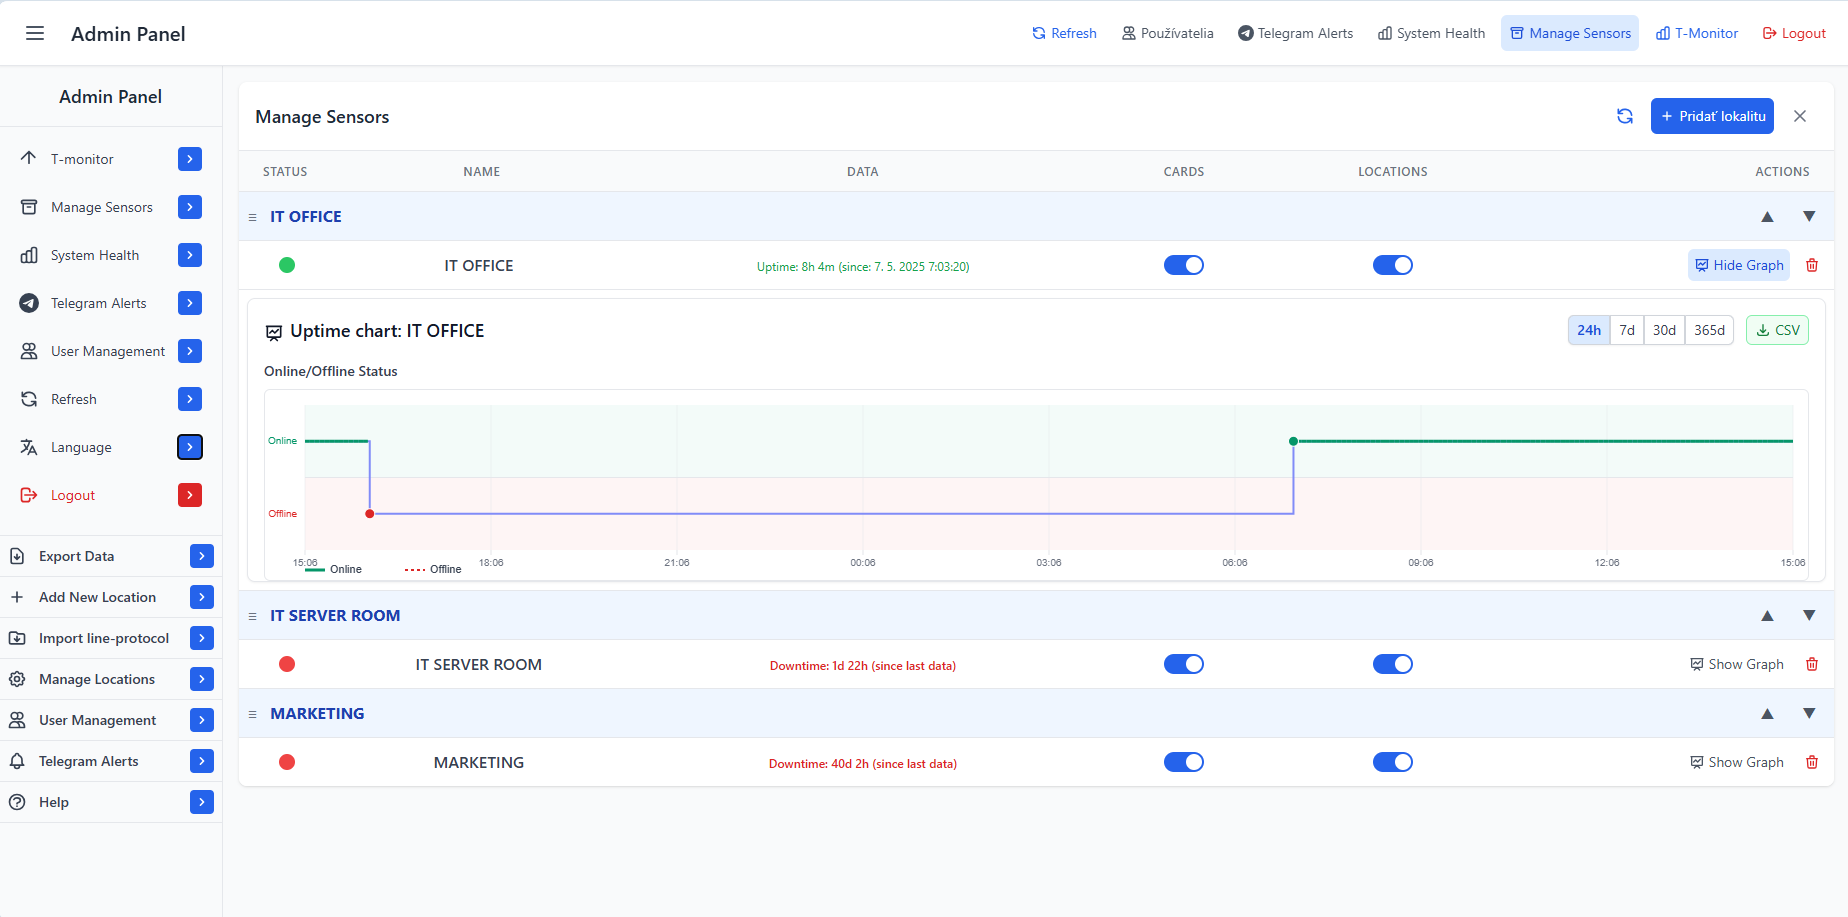 Admin Panel
Refresh
Používatelia
Telegram Alerts
System Health
Manage Sensors
T-Monitor
Logout
Admin Panel
T-monitor
Manage Sensors
System Health
Telegram Alerts
User Management
Refresh
Language
Logout
Export Data
Add New Location
Import line-protocol
Manage Locations
User Management
Telegram Alerts
Help
Manage Sensors
+ Pridať lokalitu
STATUS NAME DATA CARDS LOCATIONS ACTIONS
IT OFFICE
IT OFFICE Uptime: 8h 4m (since: 7. 5. 2025 7:03:20) Hide Graph
Uptime chart: IT OFFICE 24h 7d 30d 365d CSV
Online/Offline Status
Online
Offline
15:06 18:06 21:06 00:06 03:06 06:06 09:06 12:06 15:06
Online Offline
IT SERVER ROOM
IT SERVER ROOM Downtime: 1d 22h (since last data) Show Graph
MARKETING
MARKETING Downtime: 40d 2h (since last data) Show Graph